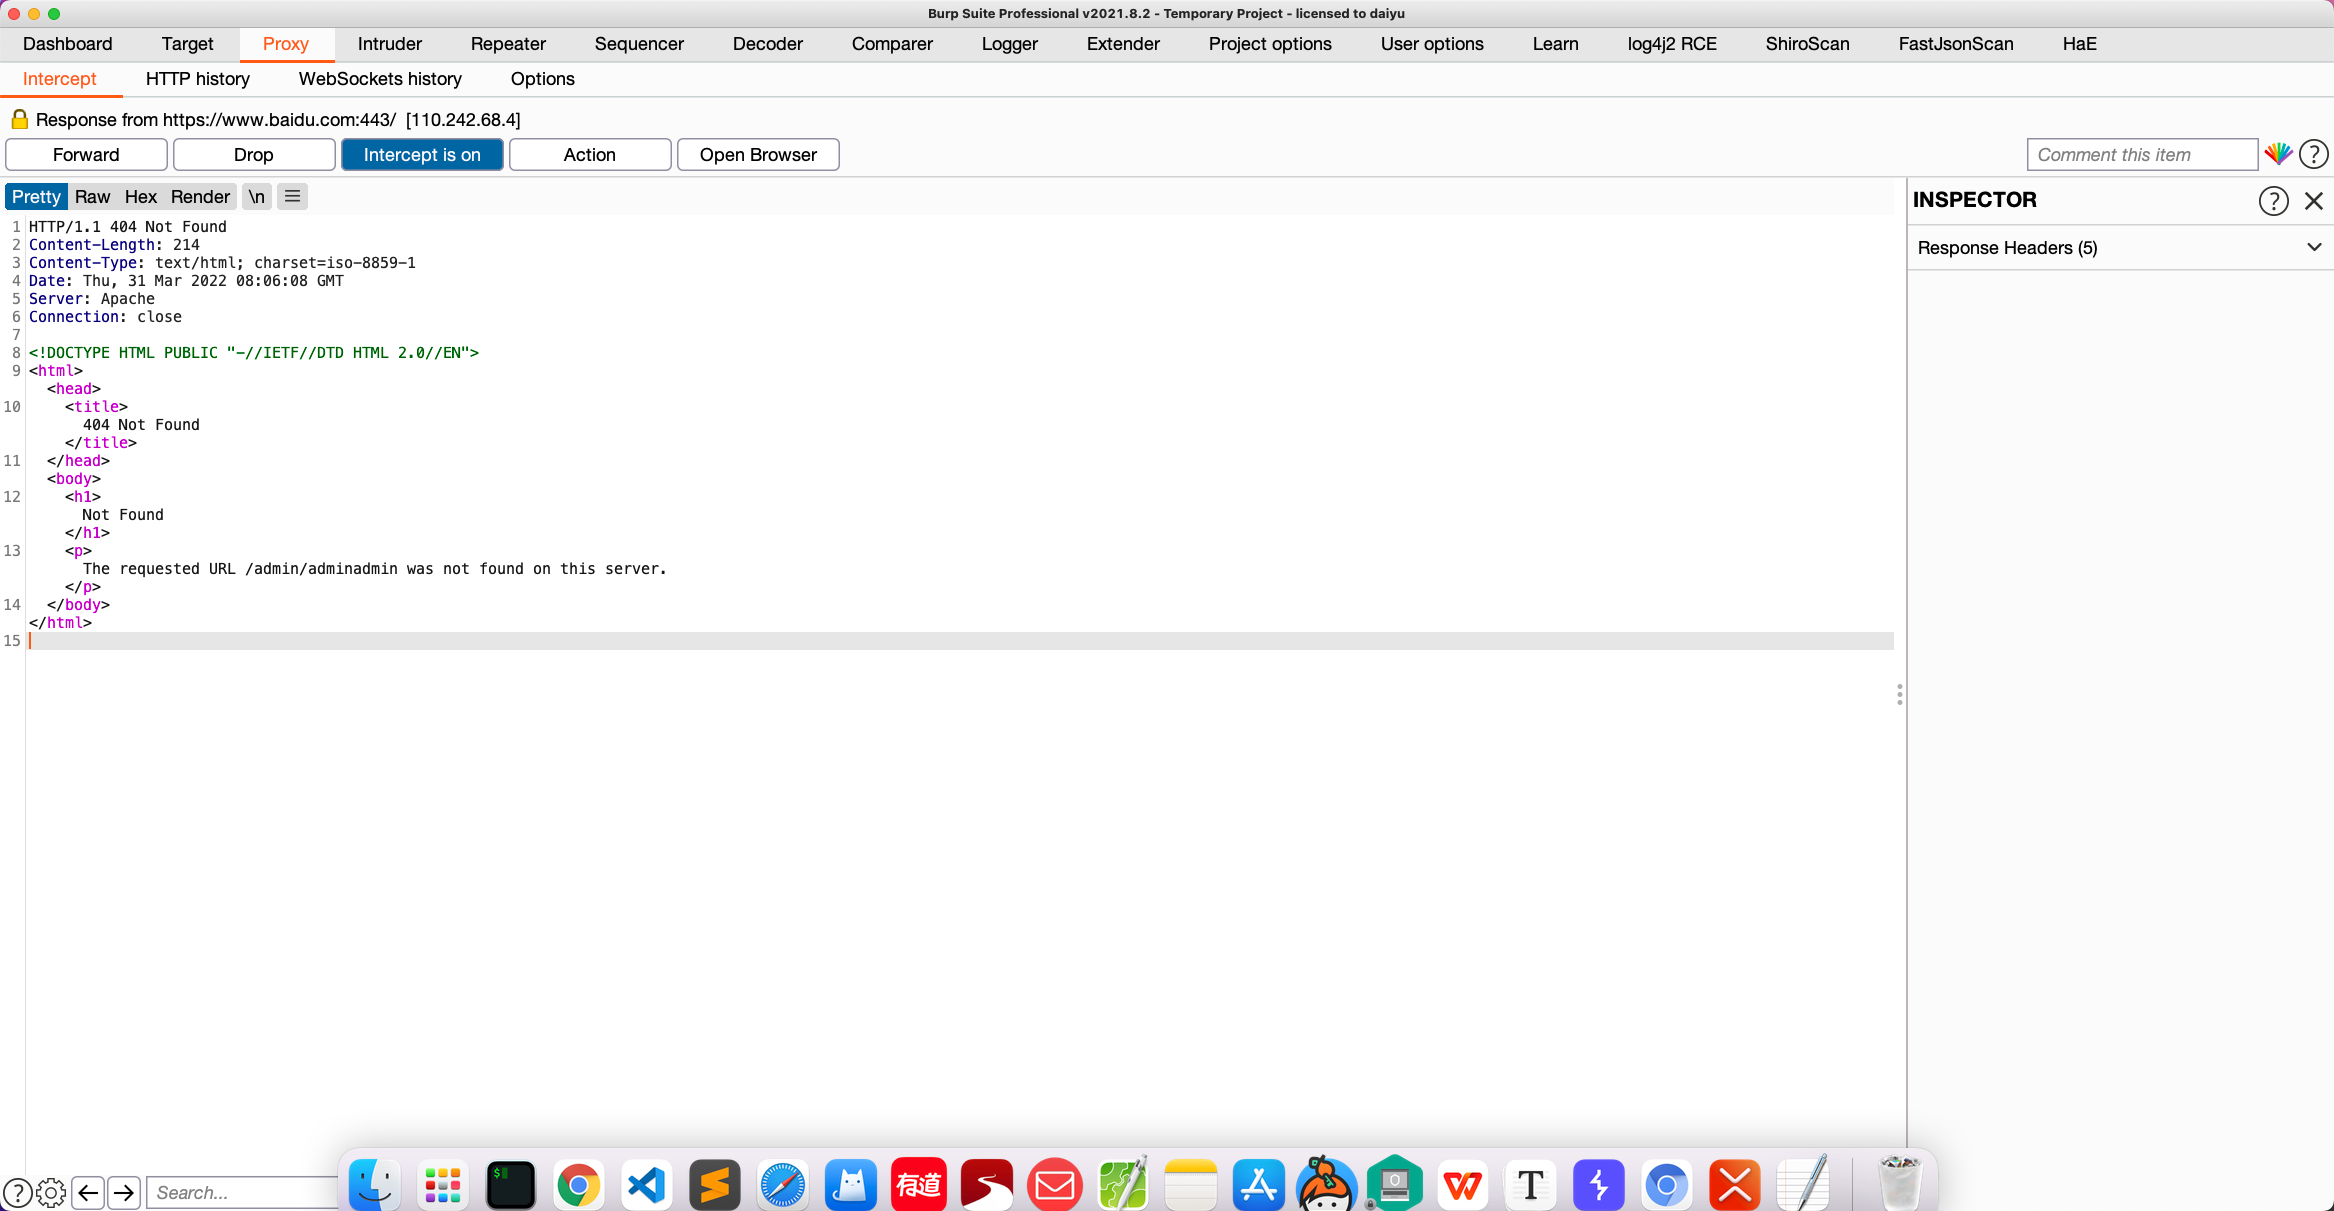 Burp Suite Professional v2021.8.2 - Temporary Project - licensed to daiyu
Dashboard Target Proxy Intruder Repeater Sequencer Decoder Comparer Logger Extender Project options User options Learn log4j2 RCE ShiroScan FastJsonScan HaE
Intercept HTTP history WebSockets history Options
Response from https://www.baidu.com:443/ [110.242.68.4]
Forward Drop Intercept is on Action Open Browser Comment this item ?
Pretty Raw Hex Render \n INSPECTOR ?
Response Headers (5)
1 HTTP/1.1 404 Not Found
2 Content-Length: 214
3 Content-Type: text/html; charset=iso-8859-1
4 Date: Thu, 31 Mar 2022 08:06:08 GMT
5 Server: Apache
6 Connection: close
7
8 <!DOCTYPE HTML PUBLIC "-//IETF//DTD HTML 2.0//EN">
9 <html>
<head>
10 <title>
404 Not Found
</title>
11 </head>
<body>
12 <h1>
Not Found
</h1>
13 <p>
The requested URL /admin/adminadmin was not found on this server.
</p>
14 </body>
</html>
15
? Search...
$ 有道 W T